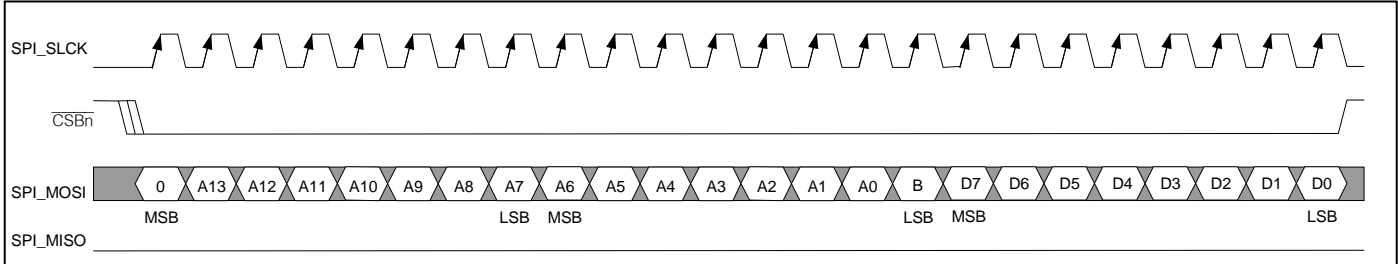 SPI_SLCK
CSBn
SPI_MOSI 0 A13 A12 A11 A10 A9 A8 A7 A6 A5 A4 A3 A2 A1 A0 B D7 D6 D5 D4 D3 D2 D1 D0
MSB LSB MSB LSB MSB LSB
SPI_MISO